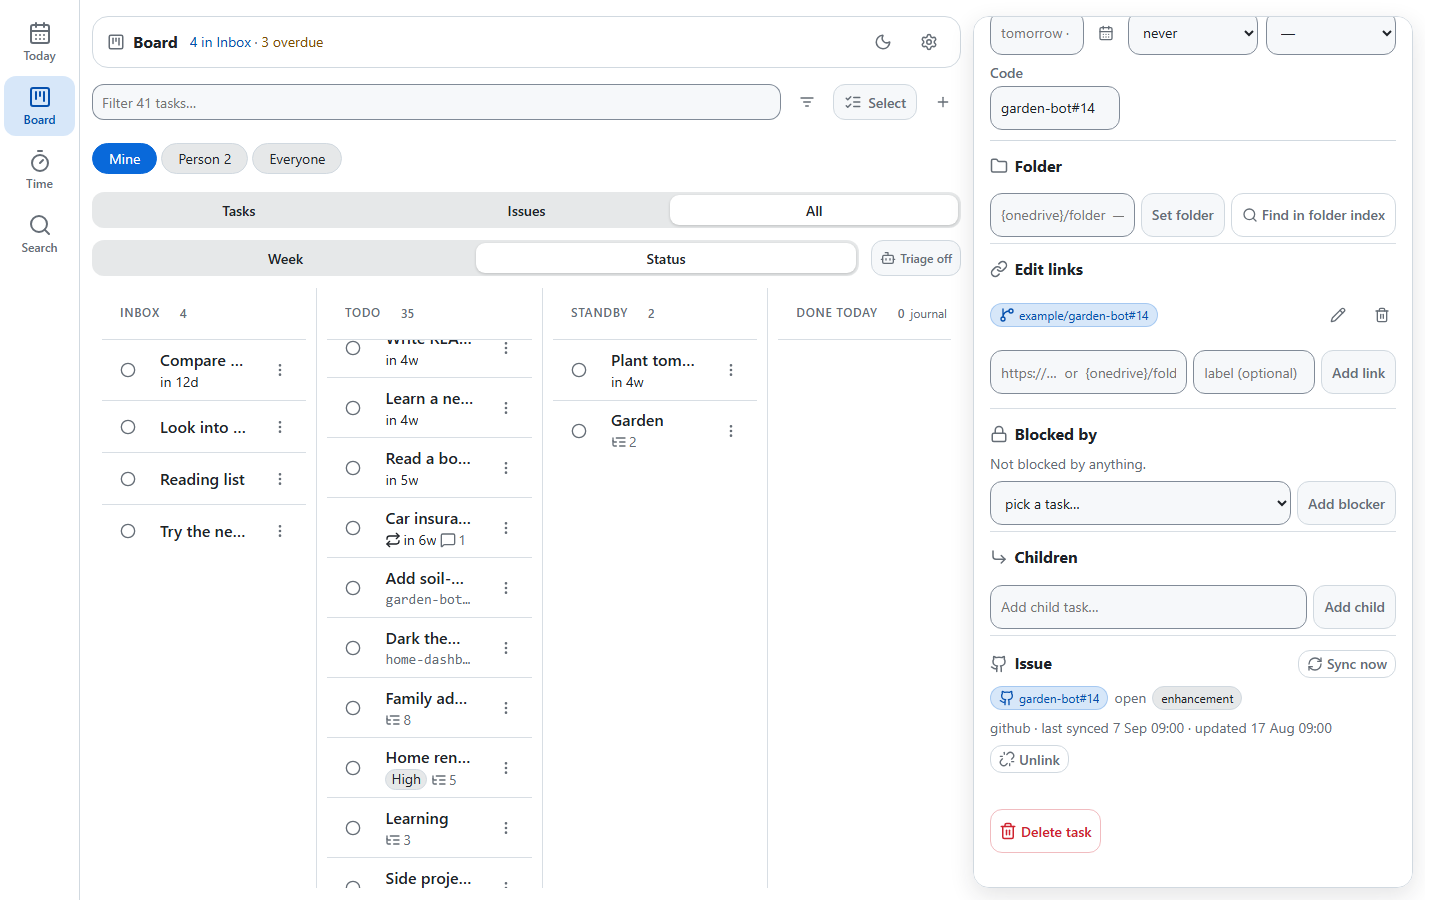 Today
Board
Time
Search
Board 4 in Inbox · 3 overdue
Filter 41 tasks...
Select
Mine
Person 2
Everyone
Tasks
Issues
All
Week
Status
Triage off
INBOX 4
Compare ...
in 12d
Look into ...
Reading list
Try the ne...
TODO 35
in 4w
Learn a ne...
in 4w
Read a bo...
in 5w
Car insura...
in 6w 1
Add soil-...
garden-bot...
Dark the...
home-dashb...
Family ad...
8
Home ren...
High 5
Learning
3
Side proje...
STANDBY 2
Plant tom...
in 4w
Garden
2
DONE TODAY 0 journal
tomorrow ·
never
—
Code
garden-bot#14
Folder
{onedrive}/folder —
Set folder
Find in folder index
Edit links
example/garden-bot#14
https://... or {onedrive}/fold
label (optional)
Add link
Blocked by
Not blocked by anything.
pick a task...
Add blocker
Children
Add child task...
Add child
Issue
Sync now
garden-bot#14 open enhancement
github · last synced 7 Sep 09:00 · updated 17 Aug 09:00
Unlink
Delete task